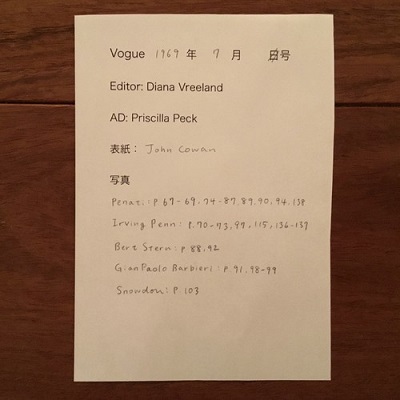 Vogue 1969 年 7 月 日号
Editor: Diana Vreeland
AD: Priscilla Peck
表紙： John Cowan
写真
Penati: P. 67-69, 74-87, 89, 90, 94, 138
Irving Penn: P. 70-73, 97, 115, 136-137
Bert Stern: P 88, 92
GianPaolo Barbieri: P 91, 98-99
Snowdon: P 103